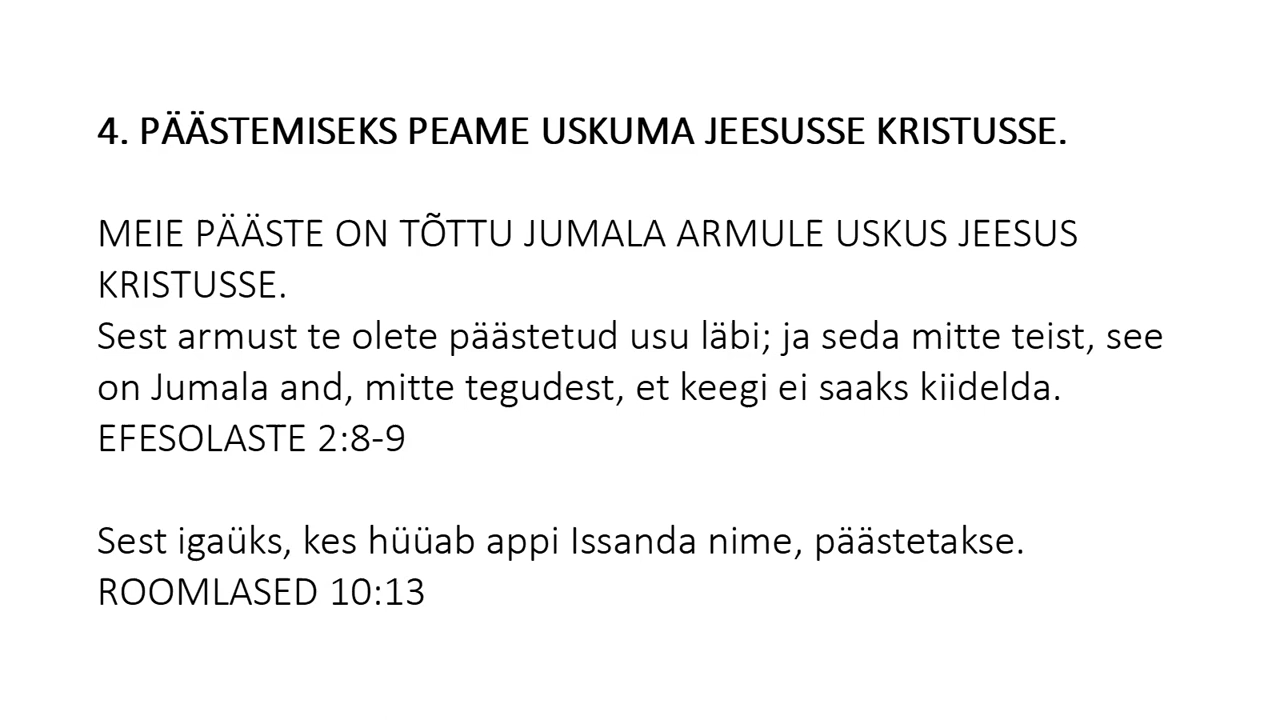 4. PÄÄSTEMISEKS PEAME USKUMA JEESUSSE KRISTUSSE.
MEIE PÄÄSTE ON TÕTTU JUMALA ARMULE USKUS JEESUS
KRISTUSSE.
Sest armust te olete päästetud usu läbi; ja seda mitte teist, see
on Jumala and, mitte tegudest, et keegi ei saaks kiidelda.
EFESOLASTE 2:8-9
Sest igaüks, kes hüüab appi Issanda nime, päästetakse.
ROOMLASED 10:13